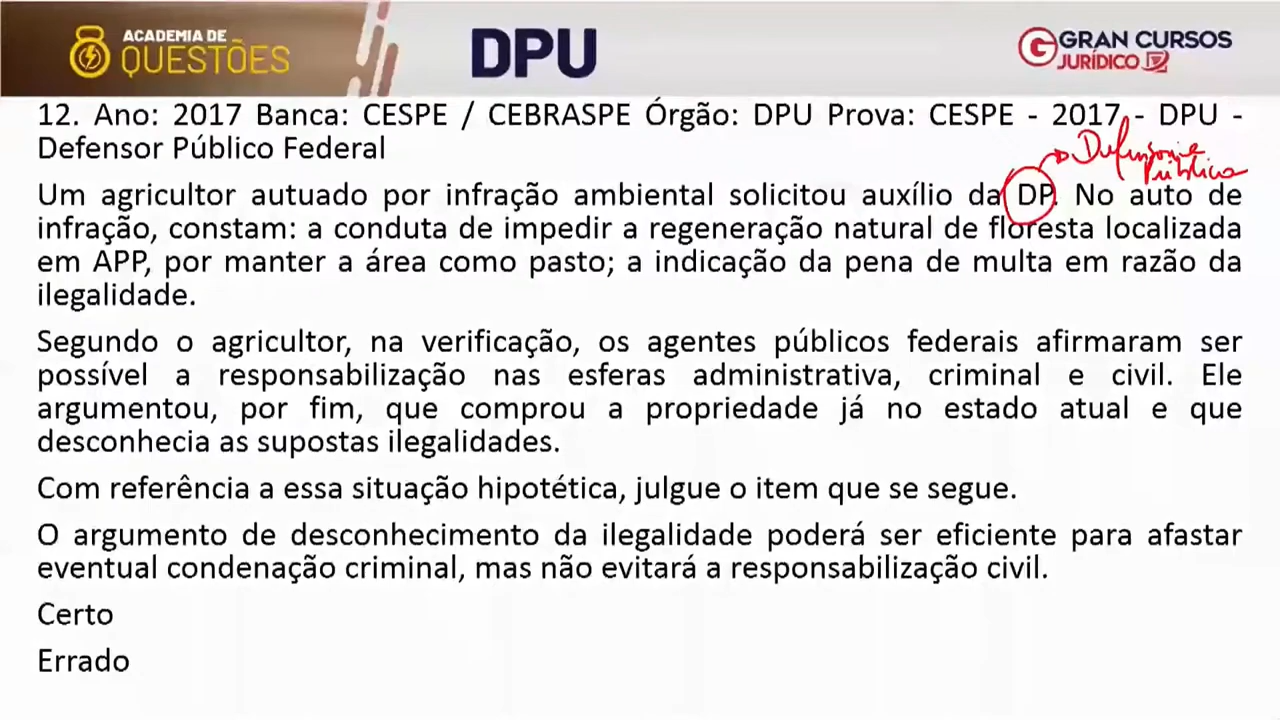 ACADEMIA DE
QUESTÕES
DPU
GRAN CURSOS
JURÍDICO
12. Ano: 2017 Banca: CESPE / CEBRASPE Órgão: DPU Prova: CESPE - 2017 - DPU -
Defensor Público Federal
Defensoria
Pública
Um agricultor autuado por infração ambiental solicitou auxílio da DP. No auto de
infração, constam: a conduta de impedir a regeneração natural de floresta localizada
em APP, por manter a área como pasto; a indicação da pena de multa em razão da
ilegalidade.
Segundo o agricultor, na verificação, os agentes públicos federais afirmaram ser
possível a responsabilização nas esferas administrativa, criminal e civil. Ele
argumentou, por fim, que comprou a propriedade já no estado atual e que
desconhecia as supostas ilegalidades.
Com referência a essa situação hipotética, julgue o item que se segue.
O argumento de desconhecimento da ilegalidade poderá ser eficiente para afastar
eventual condenação criminal, mas não evitará a responsabilização civil.
Certo
Errado